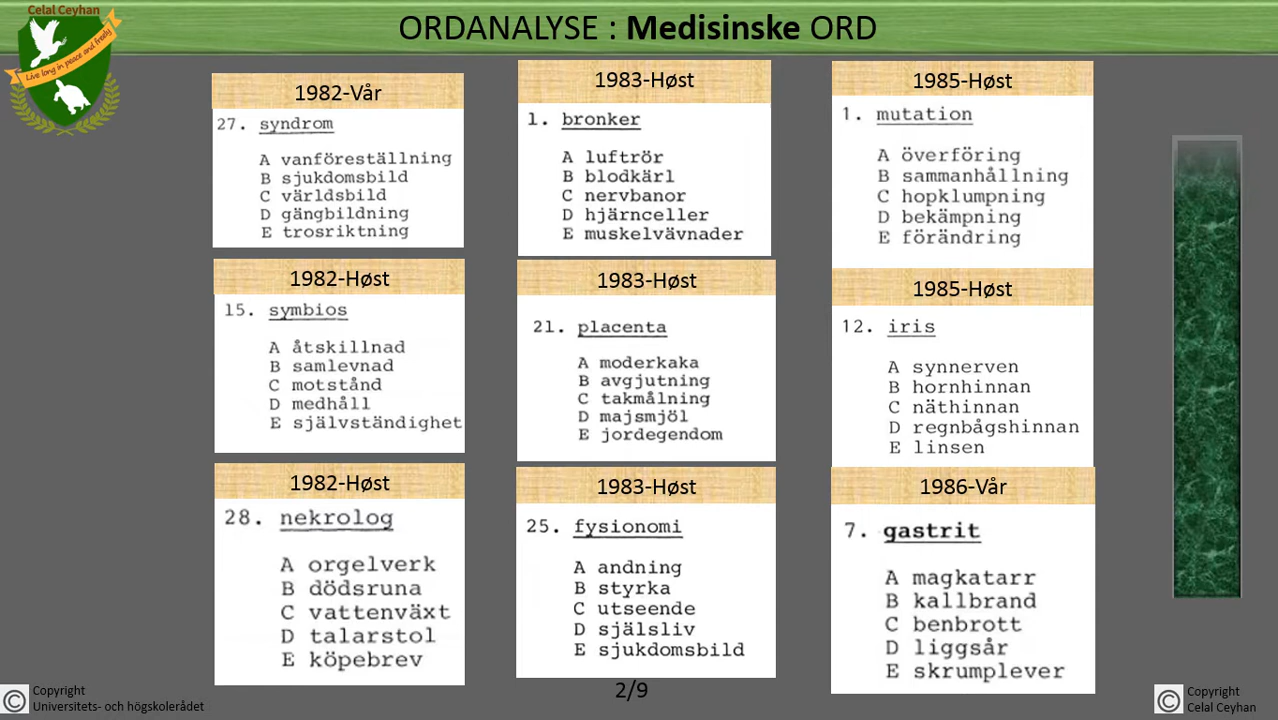 Celal Ceyhan
Live long in peace and freely
ORDANALYSE : Medisinske ORD
1982-Vår
27. syndrom
A vanföreställning
B sjukdomsbild
C världsbild
D gängbildning
E trosriktning
1982-Høst
15. symbios
A åtskillnad
B samlevnad
C motstånd
D medhåll
E självständighet
1982-Høst
28. nekrolog
A orgelverk
B dödsruna
C vattenväxt
D talarstol
E köpebrev
1983-Høst
1. bronker
A luftrör
B blodkärl
C nervbanor
D hjärnceller
E muskelvävnader
1983-Høst
21. placenta
A moderkaka
B avgjutning
C takmålning
D majsmjöl
E jordegendom
1983-Høst
25. fysionomi
A andning
B styrka
C utseende
D själsliv
E sjukdomsbild
1985-Høst
1. mutation
A överföring
B sammanhållning
C hopklumpning
D bekämpning
E förändring
1985-Høst
12. iris
A synnerven
B hornhinnan
C näthinnan
D regnbågshinnan
E linsen
1986-Vår
7. gastrit
A magkatarr
B kallbrand
C benbrott
D liggsår
E skrumplever
2/9
© Copyright
Universitets- och högskolerådet
© Copyright
Celal Ceyhan